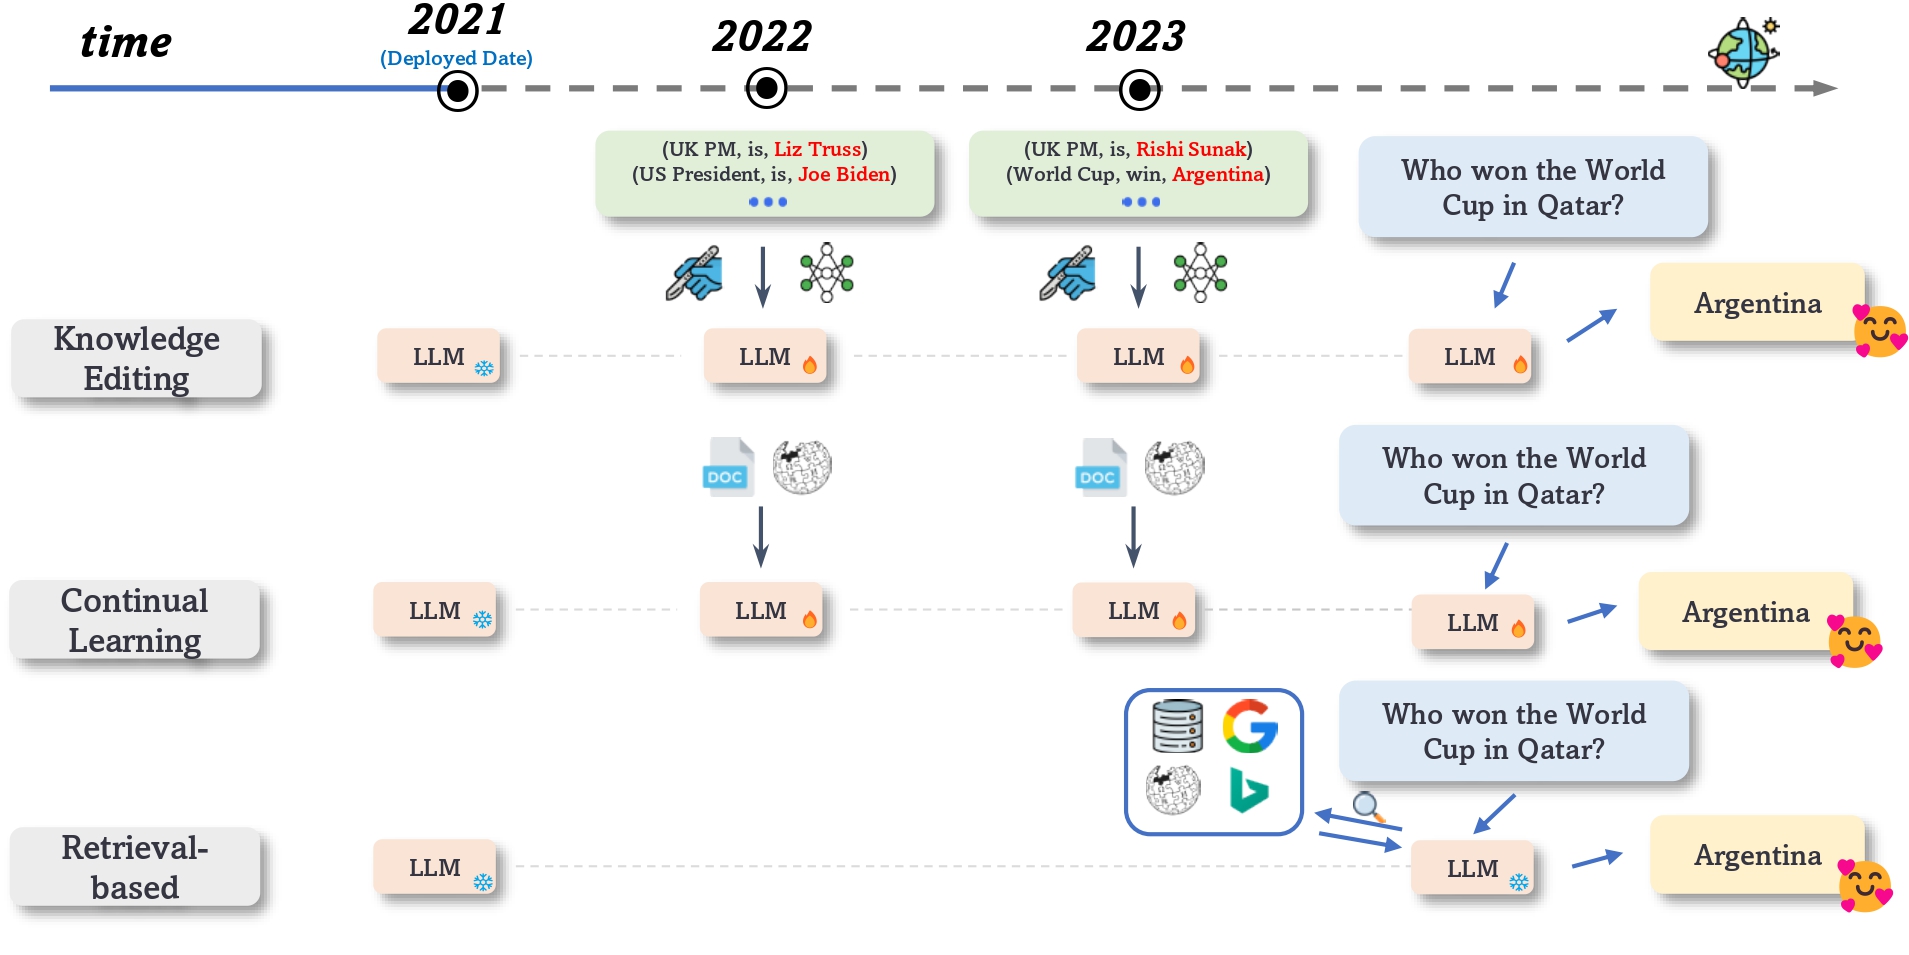 time
2021
(Deployed Date)
2022
2023
(UK PM, is, Liz Truss)
(US President, is, Joe Biden)
(UK PM, is, Rishi Sunak)
(World Cup, win, Argentina)
Who won the World
Cup in Qatar?
Knowledge
Editing
LLM
LLM
LLM
LLM
Argentina
DOC
DOC
Who won the World
Cup in Qatar?
Continual
Learning
LLM
LLM
LLM
LLM
Argentina
Who won the World
Cup in Qatar?
Retrieval-
based
LLM
LLM
Argentina